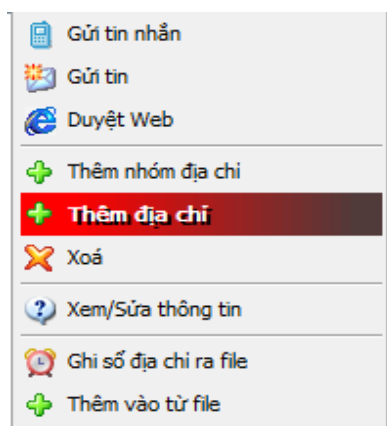 Gửi tin nhắn
Gửi tin
Duyệt Web
Thêm nhóm địa chỉ
Thêm địa chỉ
Xoá
Xem/Sửa thông tin
Ghi số địa chỉ ra file
Thêm vào từ file